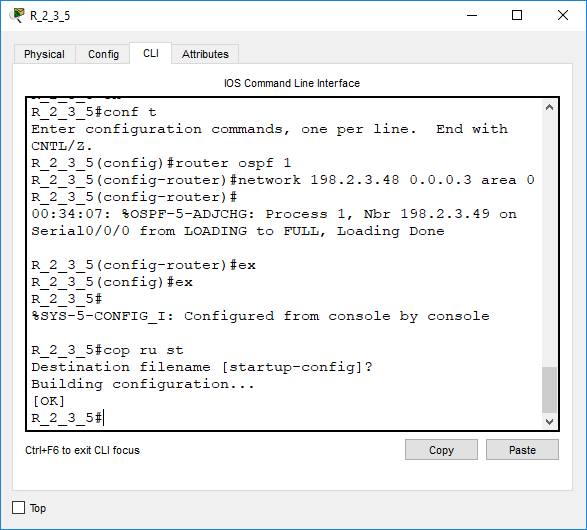 R_2_3_5
Physical
Config
CLI
Attributes
IOS Command Line Interface
R_2_3_5#conf t
Enter configuration commands, one per line.  End with
CNTL/Z.
R_2_3_5(config)#router ospf 1
R_2_3_5(config-router)#network 198.2.3.48 0.0.0.3 area 0
R_2_3_5(config-router)#
00:34:07: %OSPF-5-ADJCHG: Process 1, Nbr 198.2.3.49 on
Serial0/0/0 from LOADING to FULL, Loading Done
R_2_3_5(config-router)#ex
R_2_3_5(config)#ex
R_2_3_5#
%SYS-5-CONFIG_I: Configured from console by console
R_2_3_5#cop ru st
Destination filename [startup-config]?
Building configuration...
[OK]
R_2_3_5#
Ctrl+F6 to exit CLI focus
Copy
Paste
Top